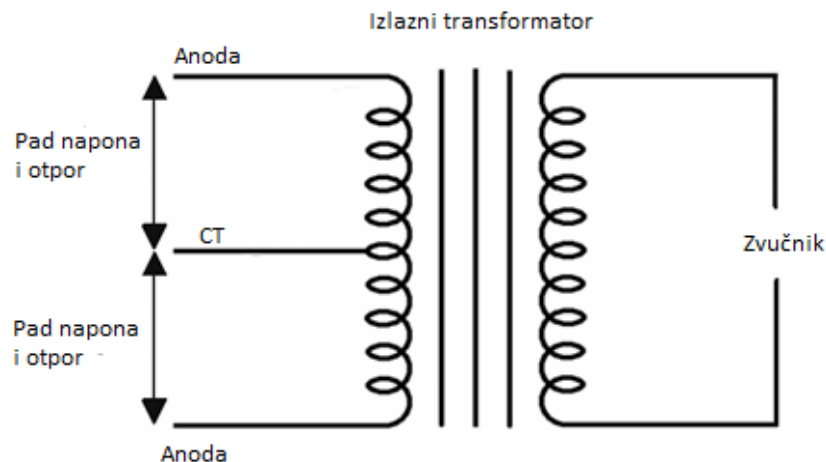 Izlazni transformator
Anoda
Pad napona
i otpor
CT
Zvučnik
Pad napona
i otpor
Anoda